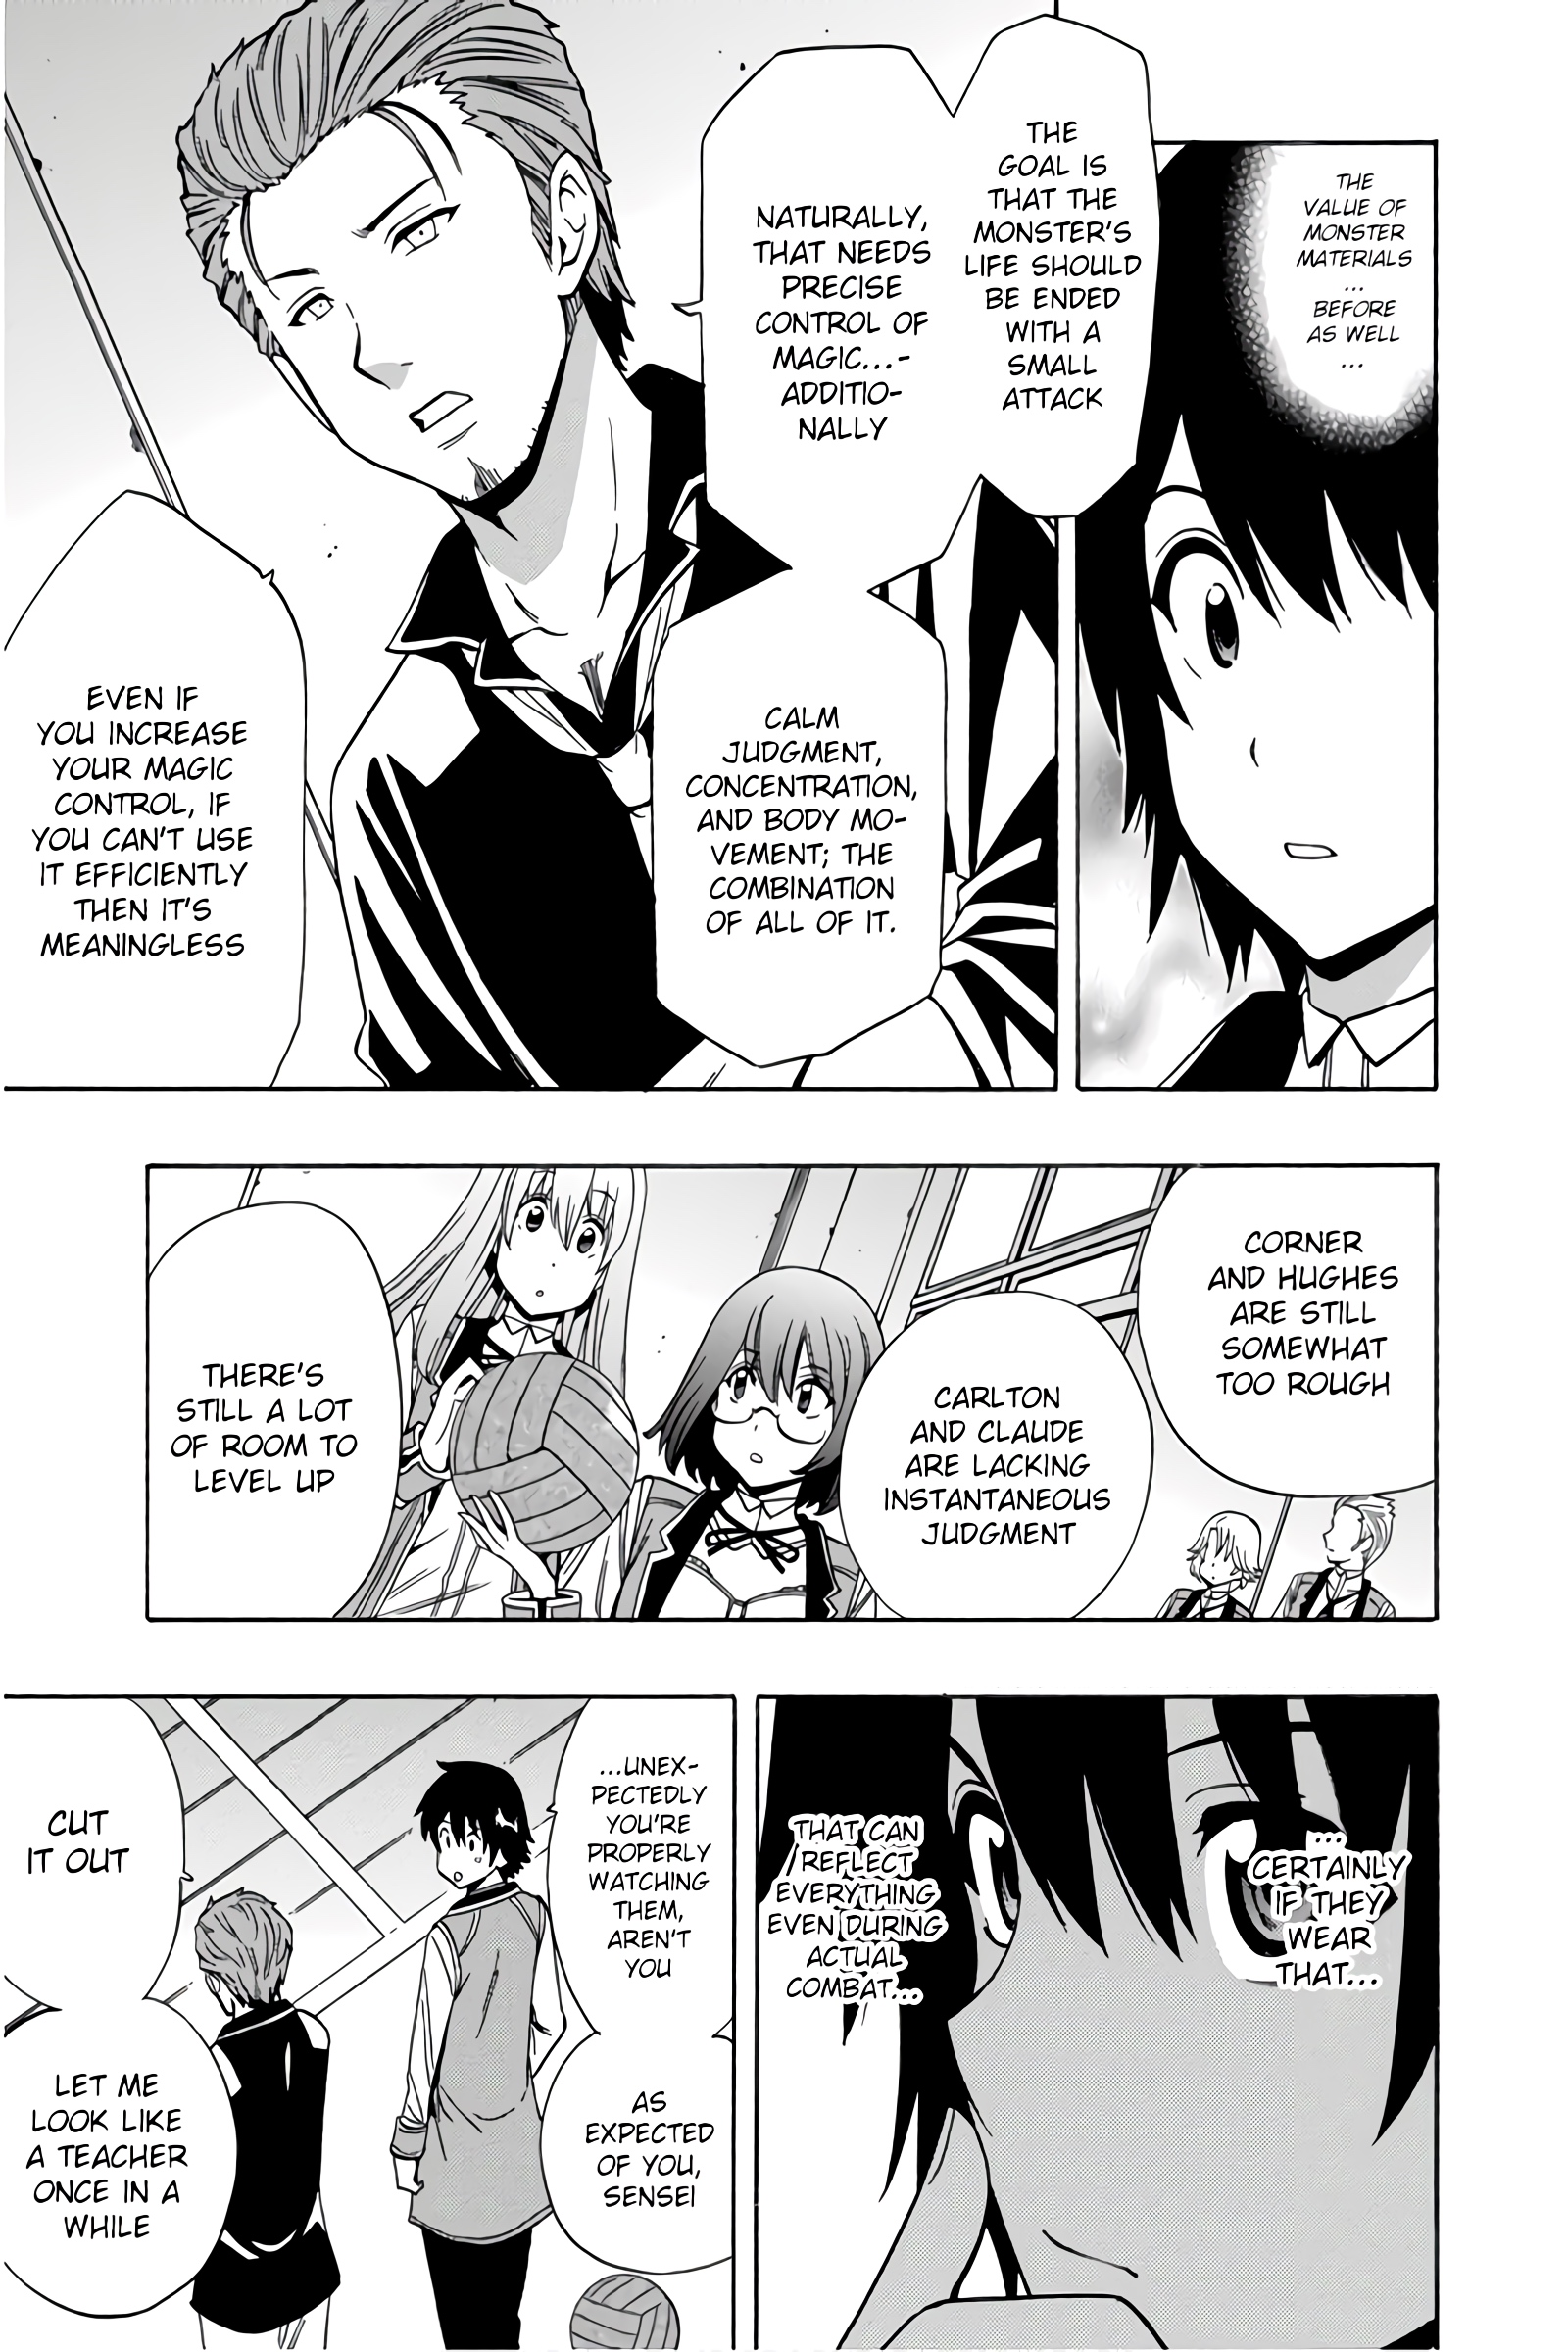 THE
VALUE OF
MONSTER
MATERIALS
...
BEFORE
AS WELL
...
THE
GOAL IS
THAT THE
MONSTER'S
LIFE SHOULD
BE ENDED
WITH A
SMALL
ATTACK
NATURALLY,
THAT NEEDS
PRECISE
CONTROL OF
MAGIC...-
ADDITIO-
NALLY
CALM
JUDGMENT,
CONCENTRATION,
AND BODY MO-
VEMENT; THE
COMBINATION
OF ALL OF IT.
EVEN IF
YOU INCREASE
YOUR MAGIC
CONTROL, IF
YOU CAN'T USE
IT EFFICIENTLY
THEN IT'S
MEANINGLESS
CORNER
AND HUGHES
ARE STILL
SOMEWHAT
TOO ROUGH
CARLTON
AND CLAUDE
ARE LACKING
INSTANTANEOUS
JUDGMENT
THERE'S
STILL A LOT
OF ROOM TO
LEVEL UP
...
CERTAINLY
IF THEY
WEAR
THAT...
THAT CAN
REFLECT
EVERYTHING
EVEN DURING
ACTUAL
COMBAT...
...UNEX-
PECTEDLY
YOU'RE
PROPERLY
WATCHING
THEM,
AREN'T
YOU
AS
EXPECTED
OF YOU,
SENSEI
CUT
IT OUT
LET ME
LOOK LIKE
A TEACHER
ONCE IN A
WHILE